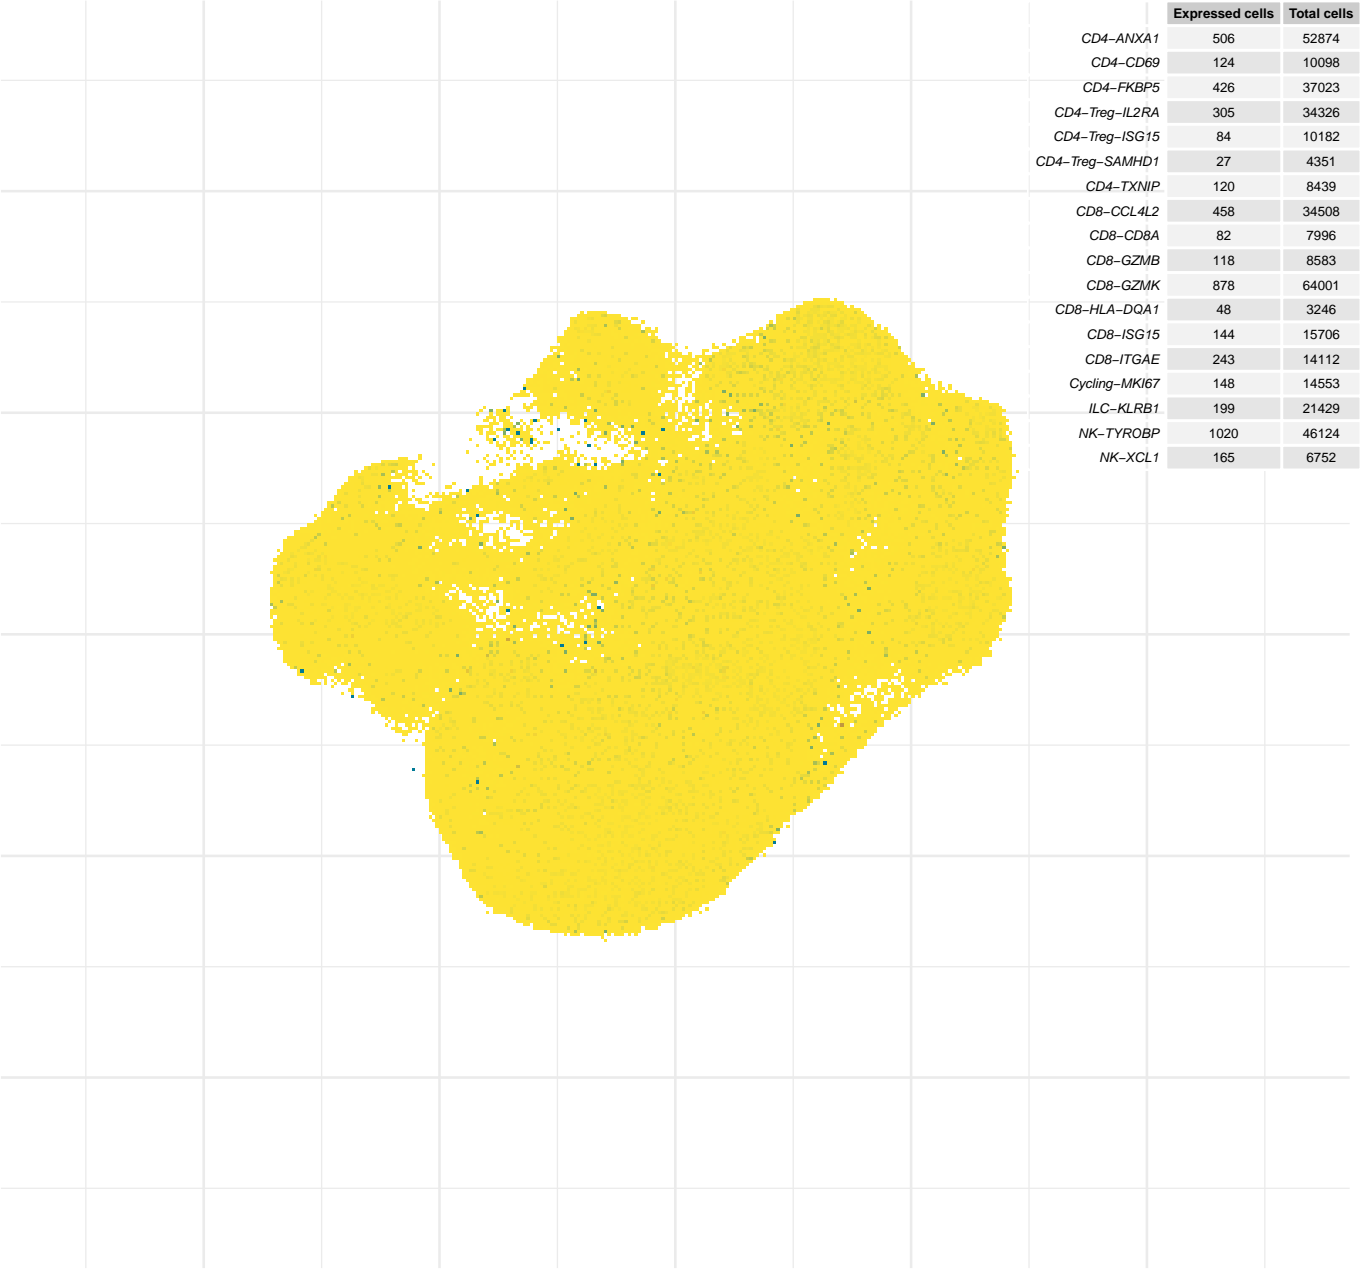 Expressed cells Total cells
CD4−ANXA1 506 52874
CD4−CD69 124 10098
CD4−FKBP5 426 37023
CD4−Treg−IL2RA 305 34326
CD4−Treg−ISG15 84 10182
CD4−Treg−SAMHD1 27 4351
CD4−TXNIP 120 8439
CD8−CCL4L2 458 34508
CD8−CD8A 82 7996
CD8−GZMB 118 8583
CD8−GZMK 878 64001
CD8−HLA−DQA1 48 3246
CD8−ISG15 144 15706
CD8−ITGAE 243 14112
Cycling−MKI67 148 14553
ILC−KLRB1 199 21429
NK−TYROBP 1020 46124
NK−XCL1 165 6752